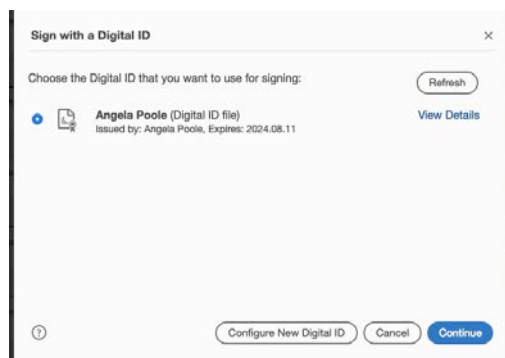 Sign with a Digital ID
Choose the Digital ID that you want to use for signing:
Refresh
Angela Poole (Digital ID file)
View Details
Issued by: Angela Poole, Expires: 2024.08.11
Configure New Digital ID
Cancel
Continue